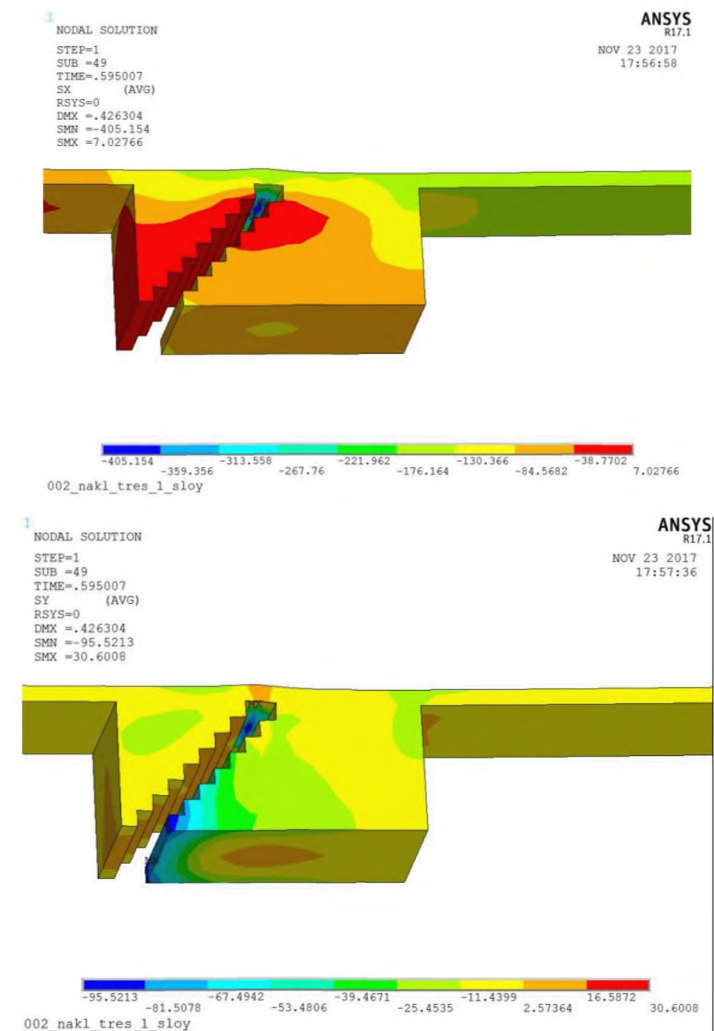 1
NODAL SOLUTION
ANSYS
R17.1
STEP=1
NOV 23 2017
SUB =49
17:56:58
TIME=.595007
SX (AVG)
RSYS=0
DMX =.426304
SMN =-405.154
SMX =7.02766
-405.154 -313.558 -221.962 -130.366 -38.7702
-359.356 -267.76 -176.164 -84.5682 7.02766
002_nakl_tres_1_sloy
1
NODAL SOLUTION
ANSYS
R17.1
STEP=1
NOV 23 2017
SUB =49
17:57:36
TIME=.595007
SY (AVG)
RSYS=0
DMX =.426304
SMN =-95.5213
SMX =30.6008
MX
-95.5213 -67.4942 -39.4671 -11.4399 16.5872
-81.5078 -53.4806 -25.4535 2.57364 30.6008
002_nakl_tres_1_sloy